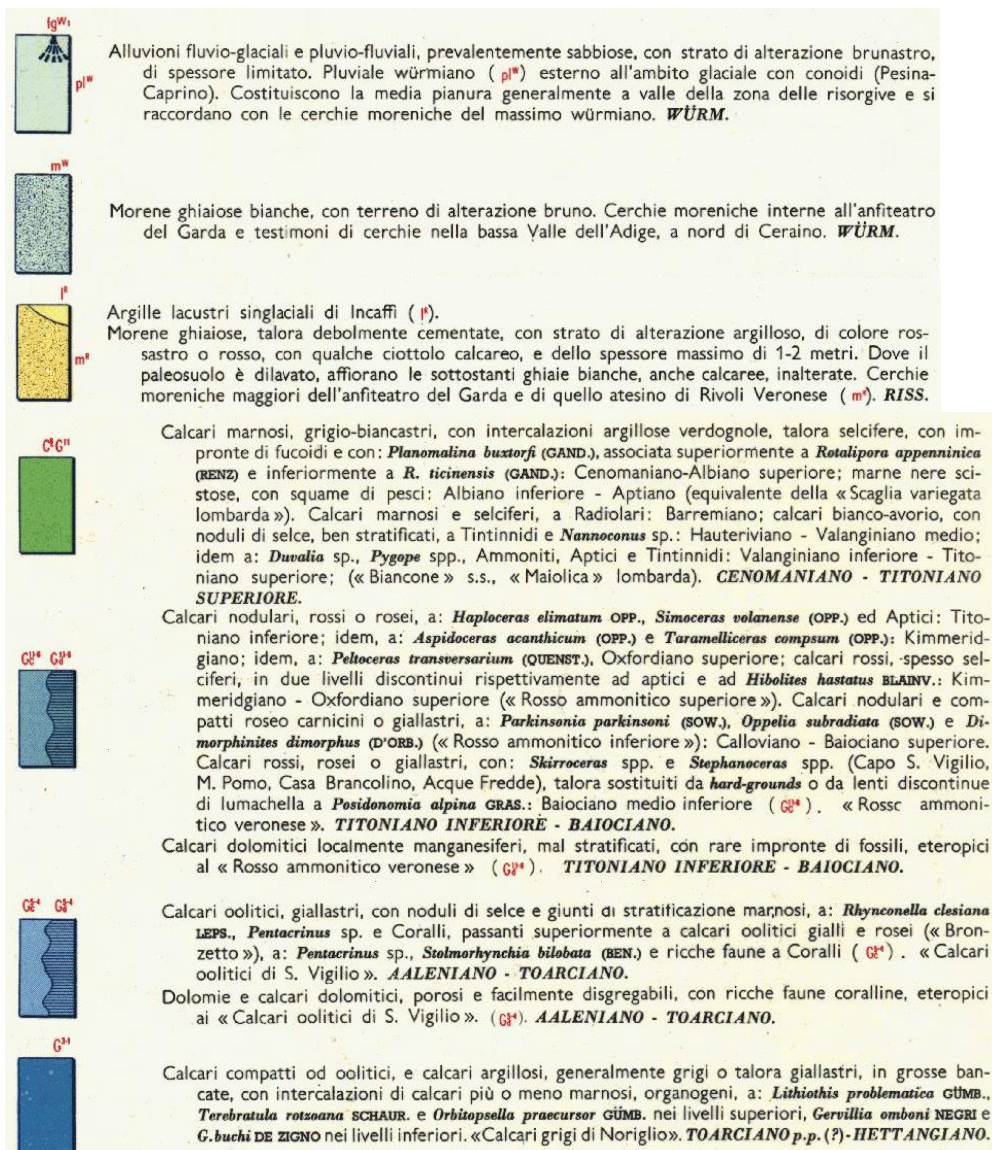 fgW1
Alluvioni fluvio-glaciali e pluvio-fluviali, prevalentemente sabbiose, con strato di alterazione brunastro,
plW
di spessore limitato. Pluviale würmiano ( plW) esterno all'ambito glaciale con conoidi (Pesina-
Caprino). Costituiscono la media pianura generalmente a valle della zona delle risorgive e si
raccordano con le cerchie moreniche del massimo würmiano. WÜRM.
mW
Morene ghiaiose bianche, con terreno di alterazione bruno. Cerchie moreniche interne all'anfiteatro
del Garda e testimoni di cerchie nella bassa Valle dell'Adige, a nord di Ceraino. WÜRM.
lR
Argille lacustri singlaciali di Incaffi ( lR).
Morene ghiaiose, talora debolmente cementate, con strato di alterazione argilloso, di colore ros-
mR
sastro o rosso, con qualche ciottolo calcareo, e dello spessore massimo di 1-2 metri. Dove il
paleosuolo è dilavato, affiorano le sottostanti ghiaie bianche, anche calcaree, inalterate. Cerchie
moreniche maggiori dell'anfiteatro del Garda e di quello atesino di Rivoli Veronese ( mR). RISS.
Calcari marnosi, grigio-biancastri, con intercalazioni argillose verdognole, talora selcifere, con im-
pronte di fucoidi e con: Planomalina buxtorfi (GAND.), associata superiormente a Rotalipora appenninica
(RENZ) e inferiormente a R. ticinensis (GAND.): Cenomaniano-Albiano superiore; marne nere sci-
stose, con squame di pesci: Albiano inferiore - Aptiano (equivalente della « Scaglia variegata
lombarda »). Calcari marnosi e selciferi, a Radiolari: Barremiano; calcari bianco-avorio, con
noduli di selce, ben stratificati, a Tintinnidi e Nannoconus sp.: Hauteriviano - Valanginiano medio;
idem a: Duvalia sp., Pygope spp., Ammoniti, Aptici e Tintinnidi: Valanginiano inferiore - Tito-
niano superiore; (« Biancone » s.s., « Maiolica » lombarda). CENOMANIANO - TITONIANO
SUPERIORE.
Calcari nodulari, rossi o rosei, a: Haploceras elimatum OPP., Simoceras volanense (OPP.) ed Aptici: Tito-
niano inferiore; idem, a: Aspidoceras acanthicum (OPP.) e Taramelliceras compsum (OPP.): Kimmerid-
giano; idem, a: Peltoceras transversarium (QUENST.), Oxfordiano superiore; calcari rossi, spesso sel-
ciferi, in due livelli discontinui rispettivamente ad aptici e ad Hibolites hastatus BLAINV.: Kim-
meridgiano - Oxfordiano superiore (« Rosso ammonitico superiore »). Calcari nodulari e com-
patti roseo carnicini o giallastri, a: Parkinsonia parkinsoni (SOW.), Oppelia subradiata (SOW.) e Di-
morphinites dimorphus (D'ORB.) (« Rosso ammonitico inferiore »): Calloviano - Baiociano superiore.
Calcari rossi, rosei o giallastri, con: Skirroceras spp. e Stephanoceras spp. (Capo S. Vigilio,
M. Pomo, Casa Brancolino, Acque Fredde), talora sostituiti da hard-grounds o da lenti discontinue
di lumachella a Posidonomia alpina GRAS.: Baiociano medio inferiore ( ). « Rosso ammoni-
tico veronese ». TITONIANO INFERIORE - BAIOCIANO.
Calcari dolomitici localmente manganesiferi, mal stratificati, con rare impronte di fossili, eteropici
al « Rosso ammonitico veronese » ( ). TITONIANO INFERIORE - BAIOCIANO.
Calcari oolitici, giallastri, con noduli di selce e giunti di stratificazione marnosi, a: Rhynconella clesiana
LEPS., Pentacrinus sp. e Coralli, passanti superiormente a calcari oolitici gialli e rosei (« Bron-
zetto »), a: Pentacrinus sp., Stolmorhynchia bilobata (BEN.) e ricche faune a Coralli ( ). « Calcari
oolitici di S. Vigilio ». AALENIANO - TOARCIANO.
Dolomie e calcari dolomitici, porosi e facilmente disgregabili, con ricche faune coralline, eteropici
ai « Calcari oolitici di S. Vigilio ». ( ). AALENIANO - TOARCIANO.
G3-1
Calcari compatti od oolitici, e calcari argillosi, generalmente grigi o talora giallastri, in grosse ban-
cate, con intercalazioni di calcari più o meno marnosi, organogeni, a: Lithiothis problematica GÜMB.,
Terebratula rotzoana SCHAUR. e Orbitopsella praecursor GÜMB. nei livelli superiori, Gervillia omboni NEGRI e
G.buchi DE ZIGNO nei livelli inferiori. «Calcari grigi di Noriglio». TOARCIANO p.p. (?)-HETTANGIANO.